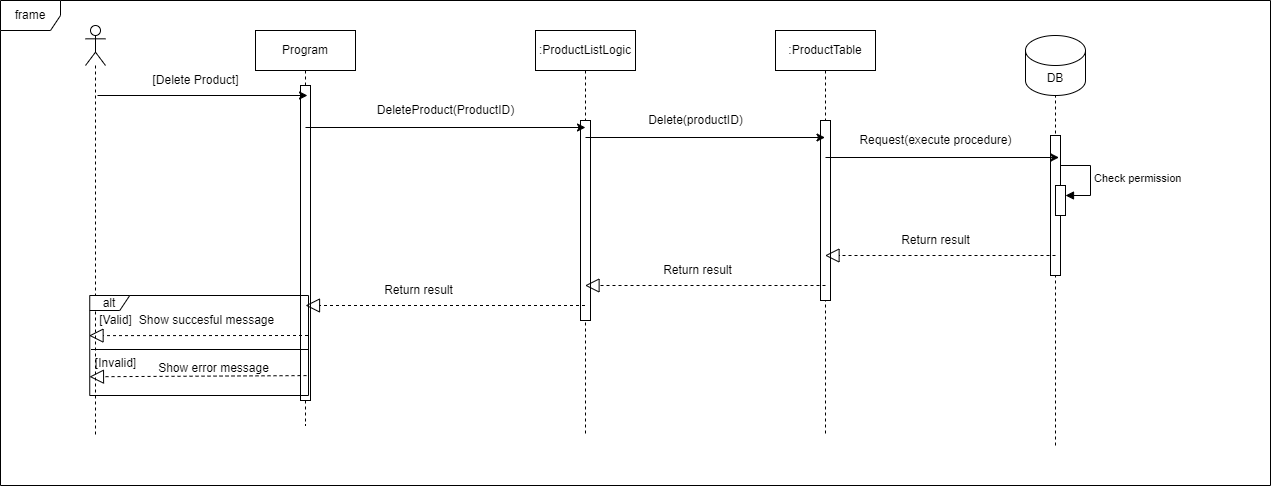 frame
Program
:ProductListLogic
:ProductTable
DB
[Delete Product]
DeleteProduct(ProductID)
Delete(productID)
Request(execute procedure)
Check permission
Return result
Return result
Return result
alt
[Valid] Show succesful message
[Invalid]
Show error message